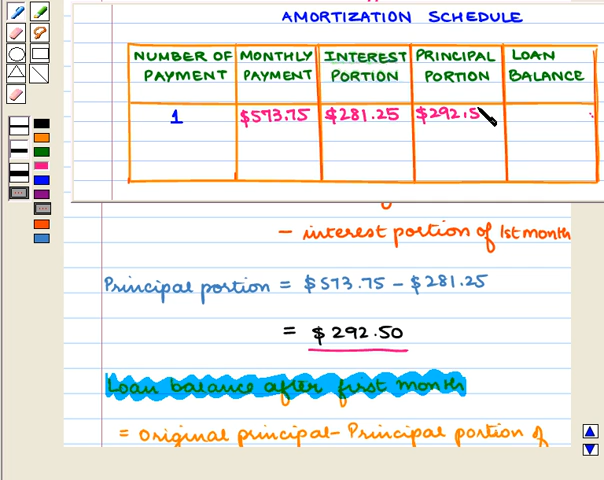 AMORTIZATION SCHEDULE
NUMBER OF PAYMENT MONTHLY PAYMENT INTEREST PORTION PRINCIPAL PORTION LOAN BALANCE
1 $573.75 $281.25 $292.5
- interest portion of 1st month
Principal portion = $573.75 - $281.25
= $292.50
Loan balance after first month
= Original principal - Principal portion of